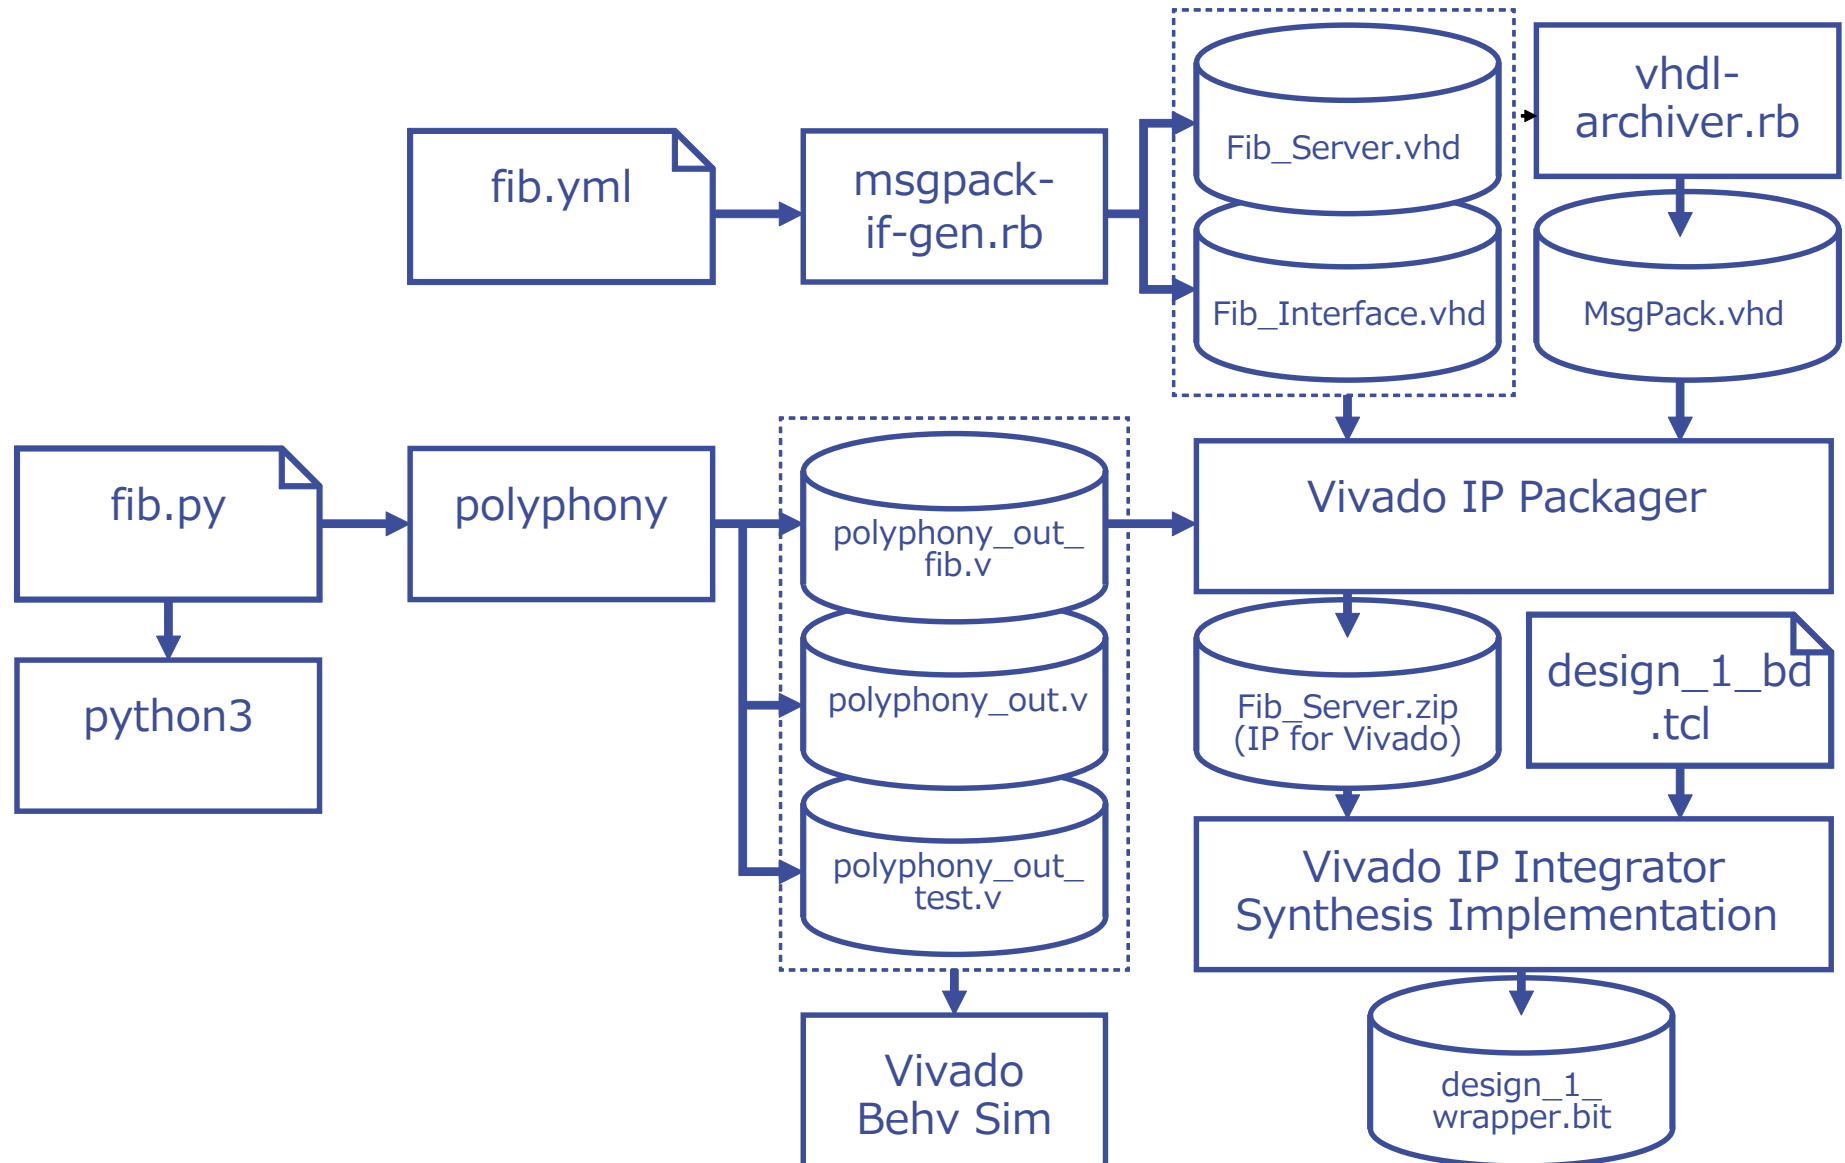 vhdl-
archiver.rb
Fib_Server.vhd
fib.yml
msgpack-
if-gen.rb
Fib_Interface.vhd
MsgPack.vhd
fib.py
polyphony
polyphony_out_
fib.v
Vivado IP Packager
python3
polyphony_out.v
Fib_Server.zip
(IP for Vivado)
design_1_bd
.tcl
polyphony_out_
test.v
Vivado IP Integrator
Synthesis Implementation
Vivado
Behv Sim
design_1_
wrapper.bit